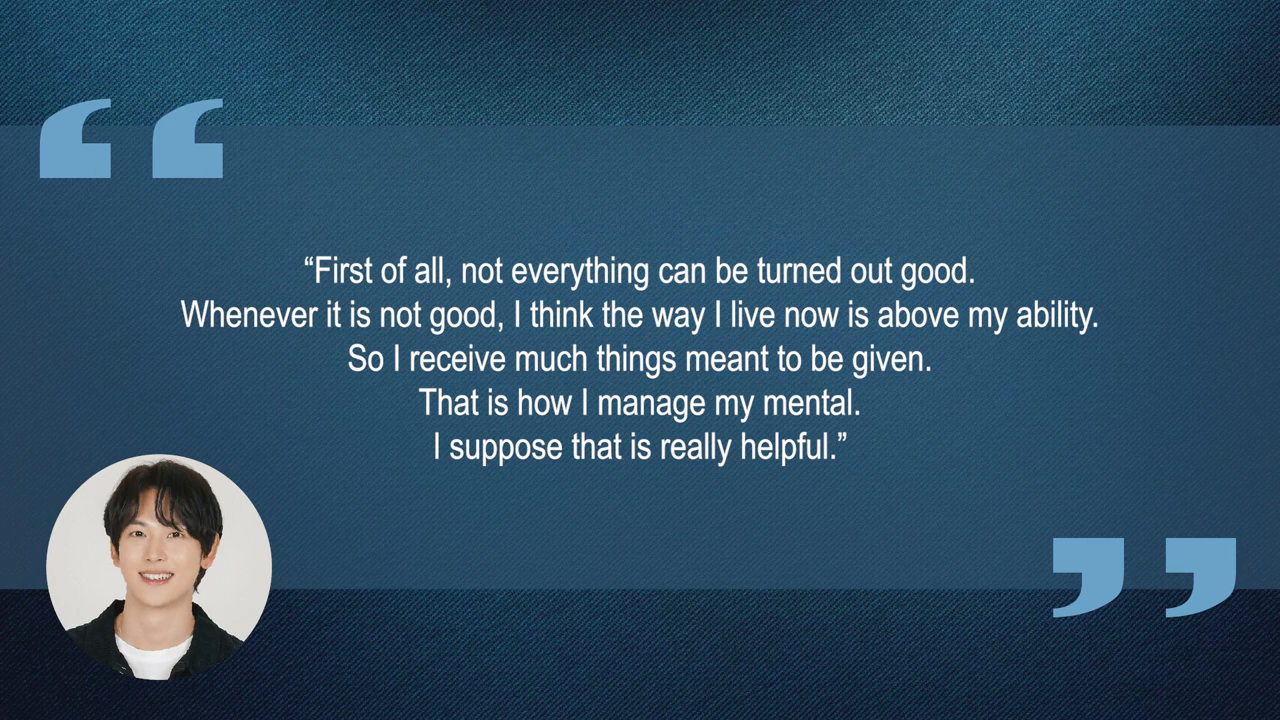 “First of all, not everything can be turned out good.
Whenever it is not good, I think the way I live now is above my ability.
So I receive much things meant to be given.
That is how I manage my mental.
I suppose that is really helpful.”